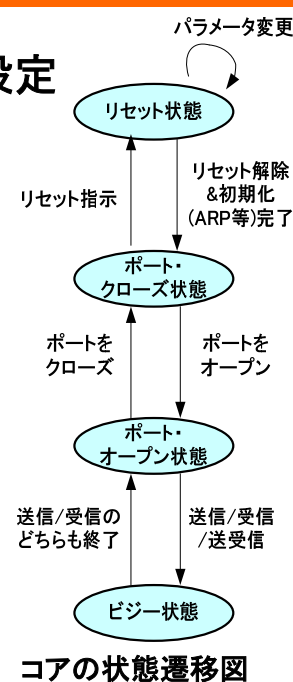 パラメータ変更
設定
リセット状態
リセット解除
&初期化
(ARP等)完了
リセット指示
ポート・
クローズ状態
ポートを
クローズ
ポートを
オープン
ポート・
オープン状態
送信/受信の
どちらも終了
送信/受信
/送受信
ビジー状態
コアの状態遷移図